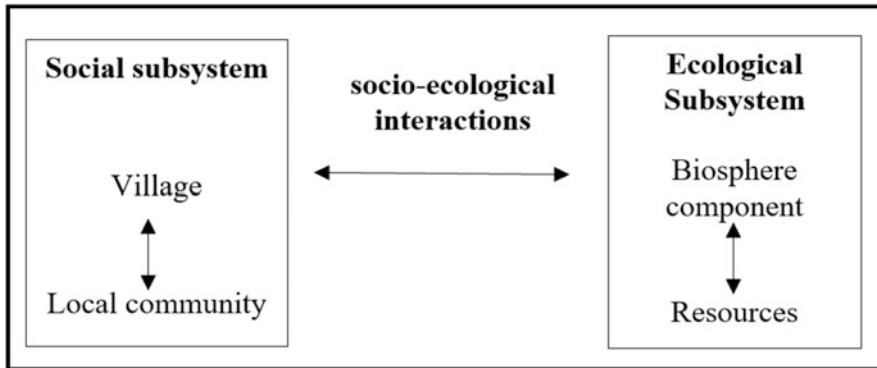 Social subsystem
Village
Local community
socio-ecological
interactions
Ecological
Subsystem
Biosphere
component
Resources